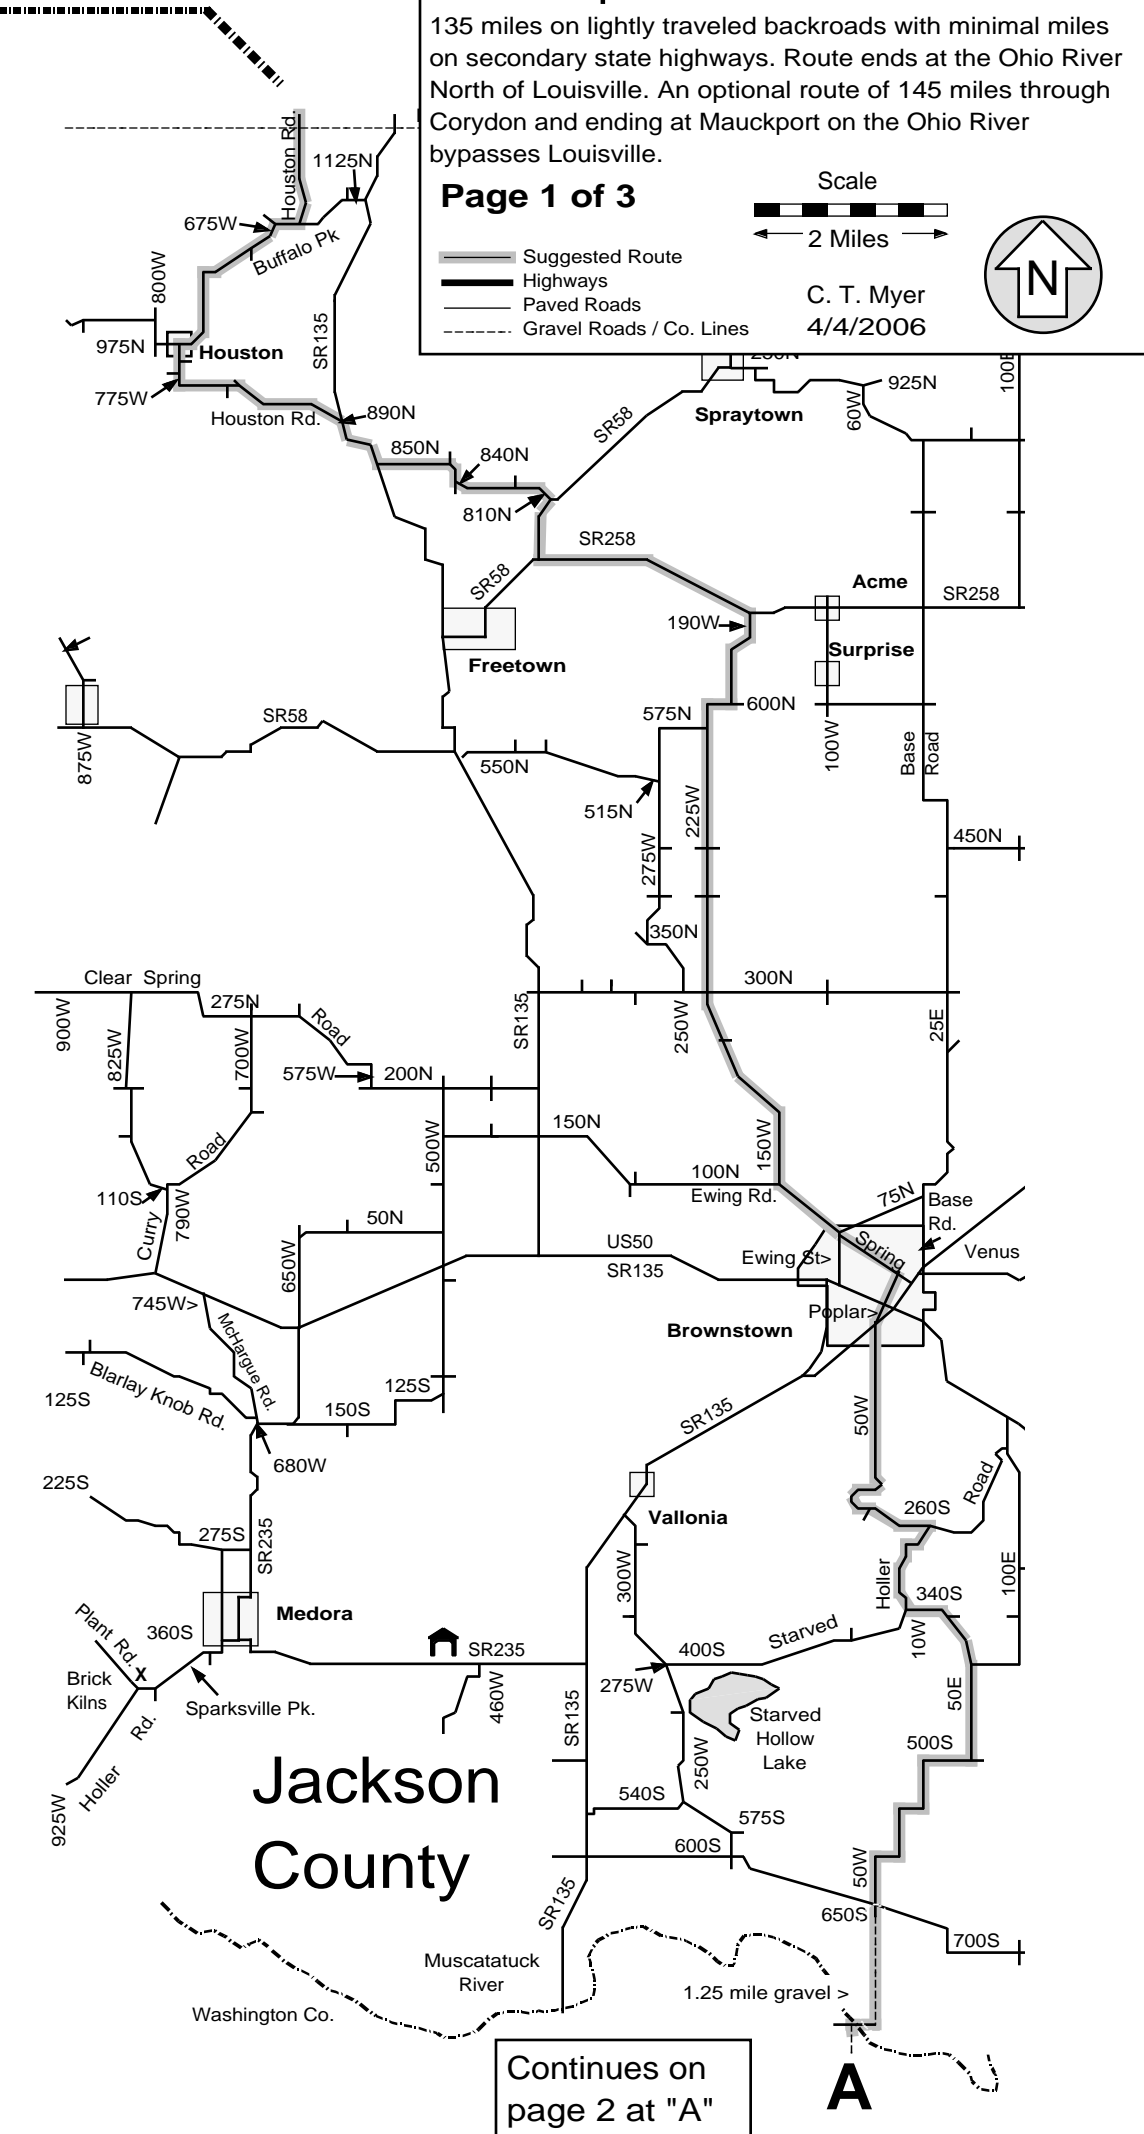 135 miles on lightly traveled backroads with minimal miles
on secondary state highways. Route ends at the Ohio River
North of Louisville. An optional route of 145 miles through
Corydon and ending at Mauckport on the Ohio River
bypasses Louisville.
Page 1 of 3
Scale
2 Miles
Suggested Route
Highways
Paved Roads
Gravel Roads / Co. Lines
C. T. Myer
4/4/2006
N
Houston Rd.
1125N
675W
Buffalo Pk
800W
975N
Houston
SR135
775W
Houston Rd.
890N
850N
840N
810N
SR58
Spraytown
925N
60W
100E
SR258
SR58
Acme
SR258
190W
Surprise
Freetown
600N
575N
SR58
875W
550N
515N
225W
275W
100W
Base
Road
450N
350N
Clear Spring
275N
Road
900W
825W
700W
575W
200N
SR135
300N
250W
25E
500W
150N
150W
100N
Ewing Rd.
Road
110S
790W
Curry
50N
650W
75N
Base
Rd.
US50
SR135
Ewing St>
Spring
Venus
745W>
McHargue Rd.
Poplar>
Brownstown
Blarlay Knob Rd.
125S
125S
150S
680W
SR135
50W
225S
275S
SR235
Vallonia
260S
Road
300W
Holler
100E
340S
Medora
360S
Plant Rd.
X
Brick
Kilns
Sparksville Pk.
Rd.
Holler
925W
SR235
460W
SR135
400S
Starved
10W
275W
Starved
Hollow
Lake
50E
250W
500S
Jackson
County
540S
575S
600S
50W
650S
SR135
700S
Muscatatuck
River
1.25 mile gravel >
Washington Co.
Continues on
page 2 at "A"
A